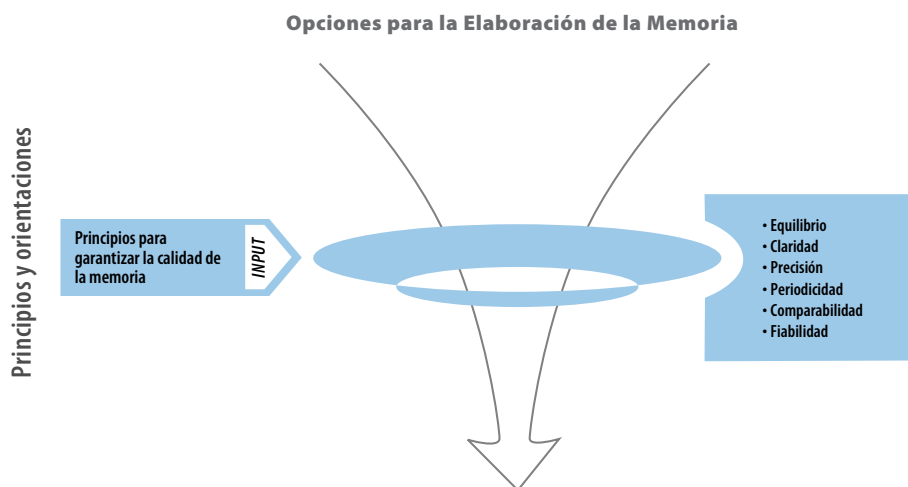 Opciones para la Elaboración de la Memoria
Principios y orientaciones
Principios para
garantizar la calidad de
la memoria
INPUT
• Equilibrio
• Claridad
• Precisión
• Periodicidad
• Comparabilidad
• Fiabilidad